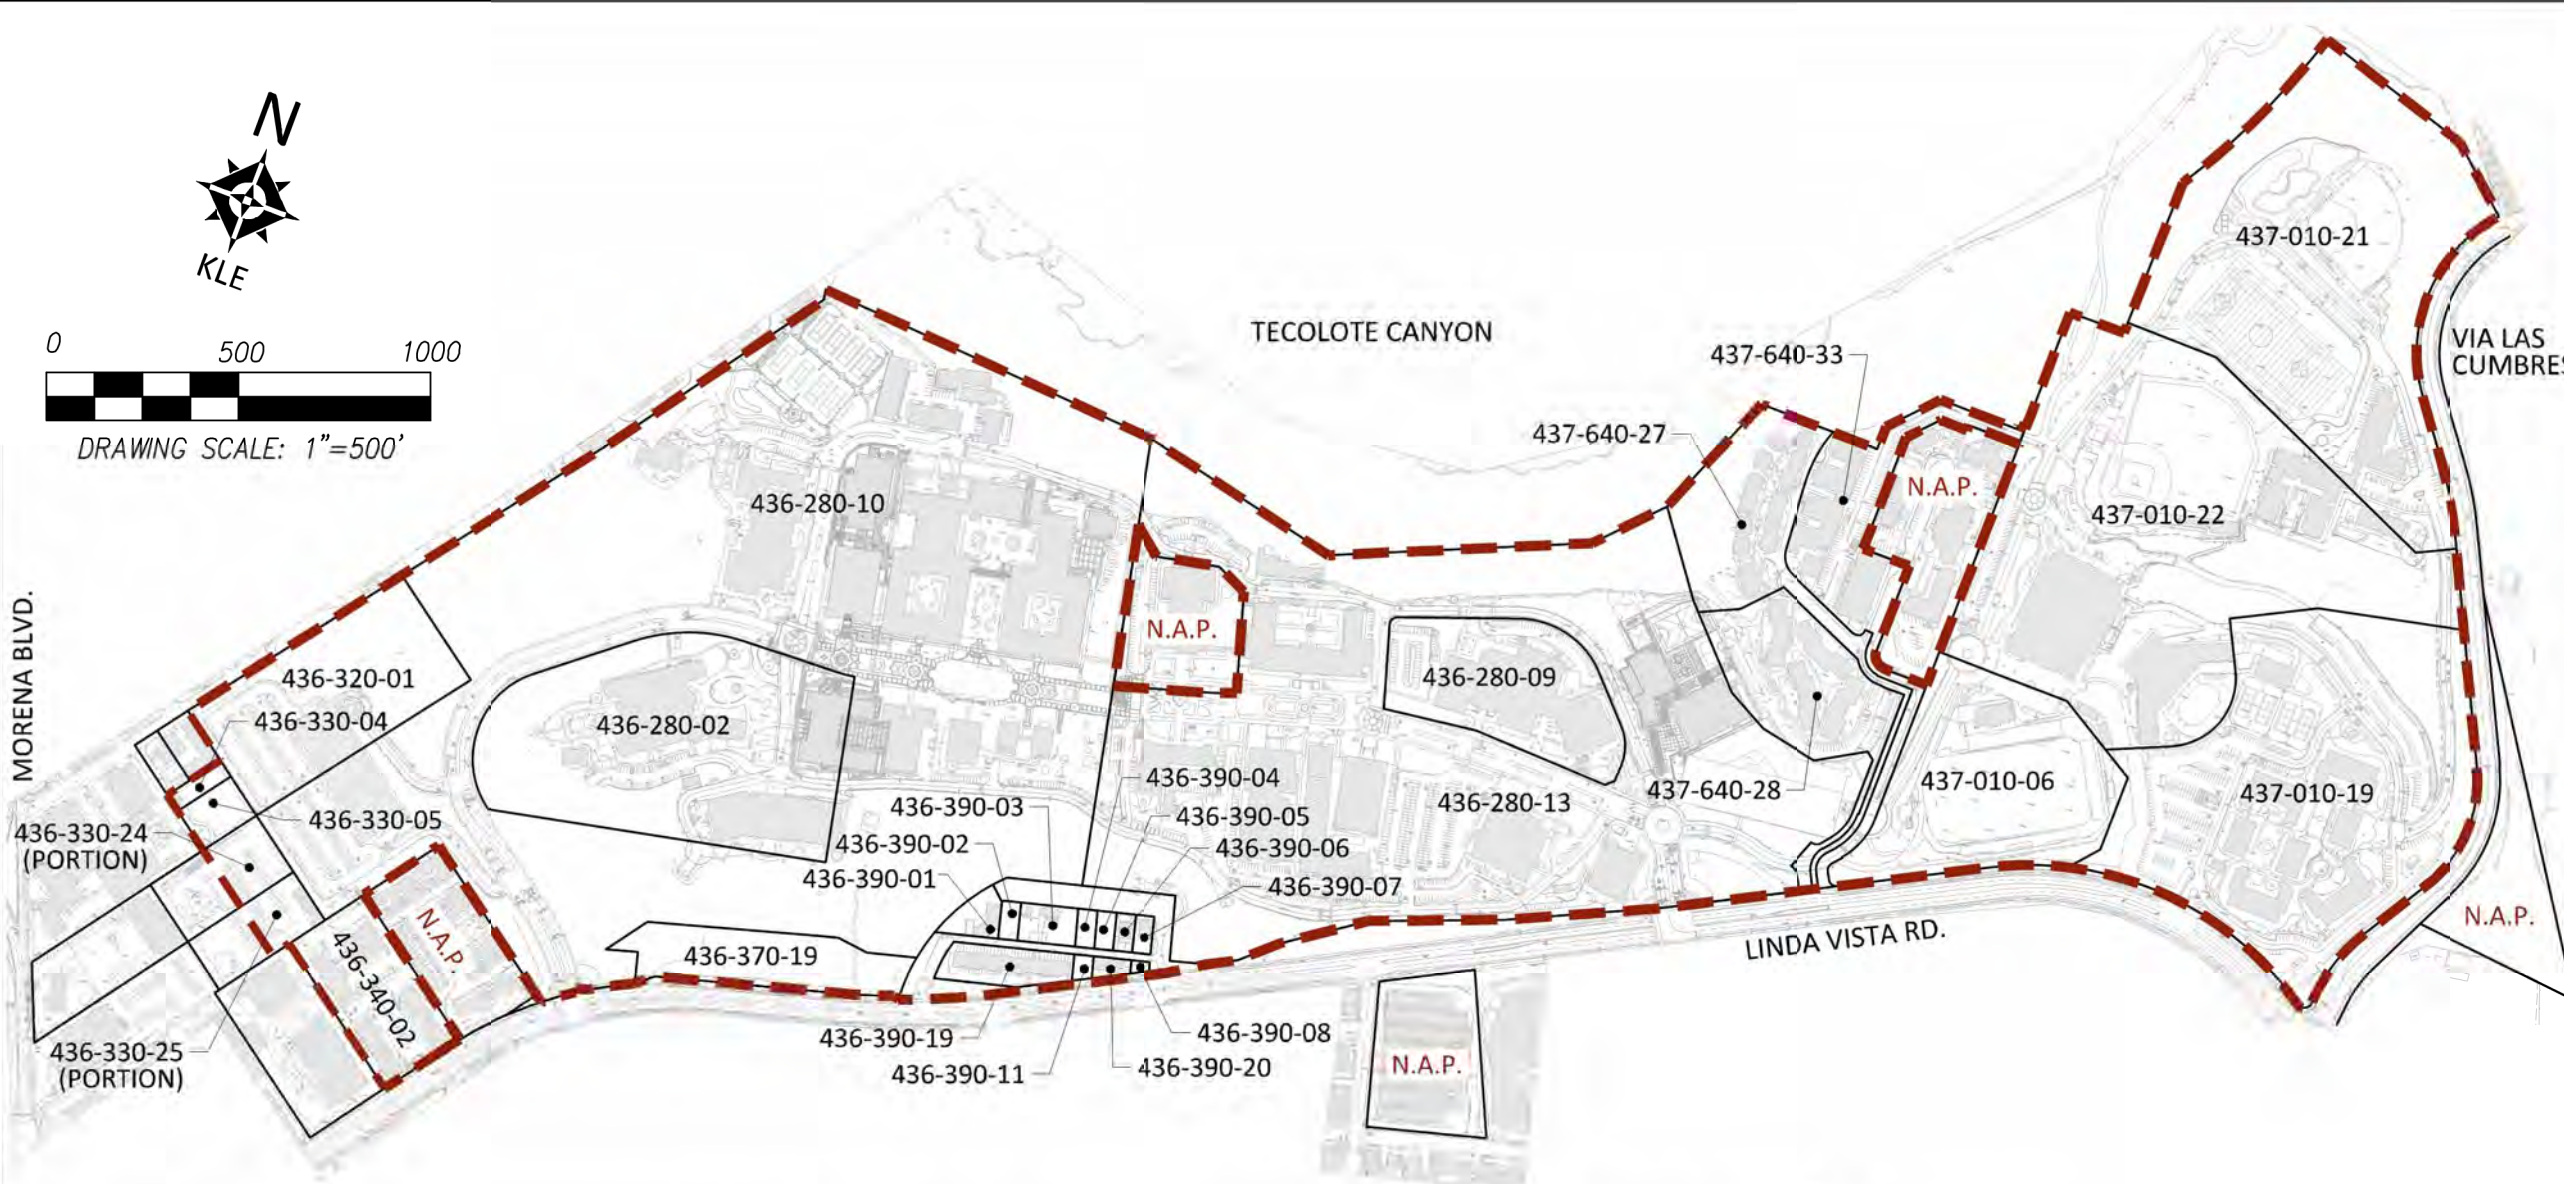 N
KLE
0 500 1000
DRAWING SCALE: 1"=500'
TECOLOTE CANYON
MORENA BLVD.
VIA LAS
CUMBRES
LINDA VISTA RD.
437-010-21
437-640-33
437-640-27
N.A.P.
436-280-10
437-010-22
N.A.P.
436-320-01
436-330-04
436-280-02
436-280-09
436-390-04
437-640-28
437-010-06
437-010-19
436-390-03
436-280-13
436-330-05
436-390-05
436-330-24
(PORTION)
436-390-02
436-390-06
436-390-01
436-390-07
N.A.P.
N.A.P.
436-340-02
436-370-19
436-390-19
436-390-08
436-330-25
(PORTION)
436-390-11
436-390-20
N.A.P.